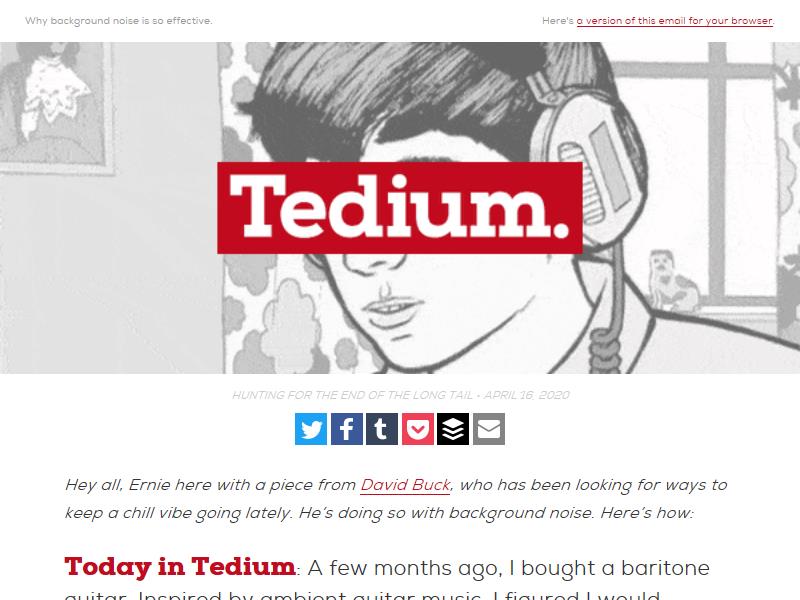 Why background noise is so effective.
Here's a version of this email for your browser.
Tedium.
HUNTING FOR THE END OF THE LONG TAIL • APRIL 16, 2020
Hey all, Ernie here with a piece from David Buck, who has been looking for ways to
keep a chill vibe going lately. He's doing so with background noise. Here's how:
Today in Tedium: A few months ago, I bought a baritone
guitar. Inspired by ambient guitar music, I figured I would